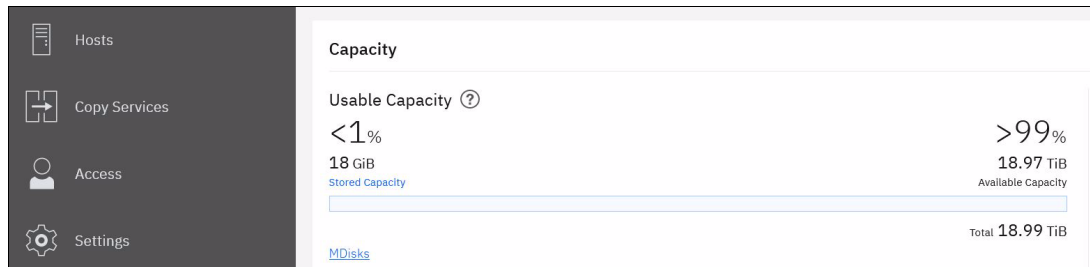 Hosts
Copy Services
Access
Settings
Capacity
Usable Capacity ?
<1% >99%
18 GiB 18.97 TiB
Stored Capacity Available Capacity
Total 18.99 TiB
MDisks